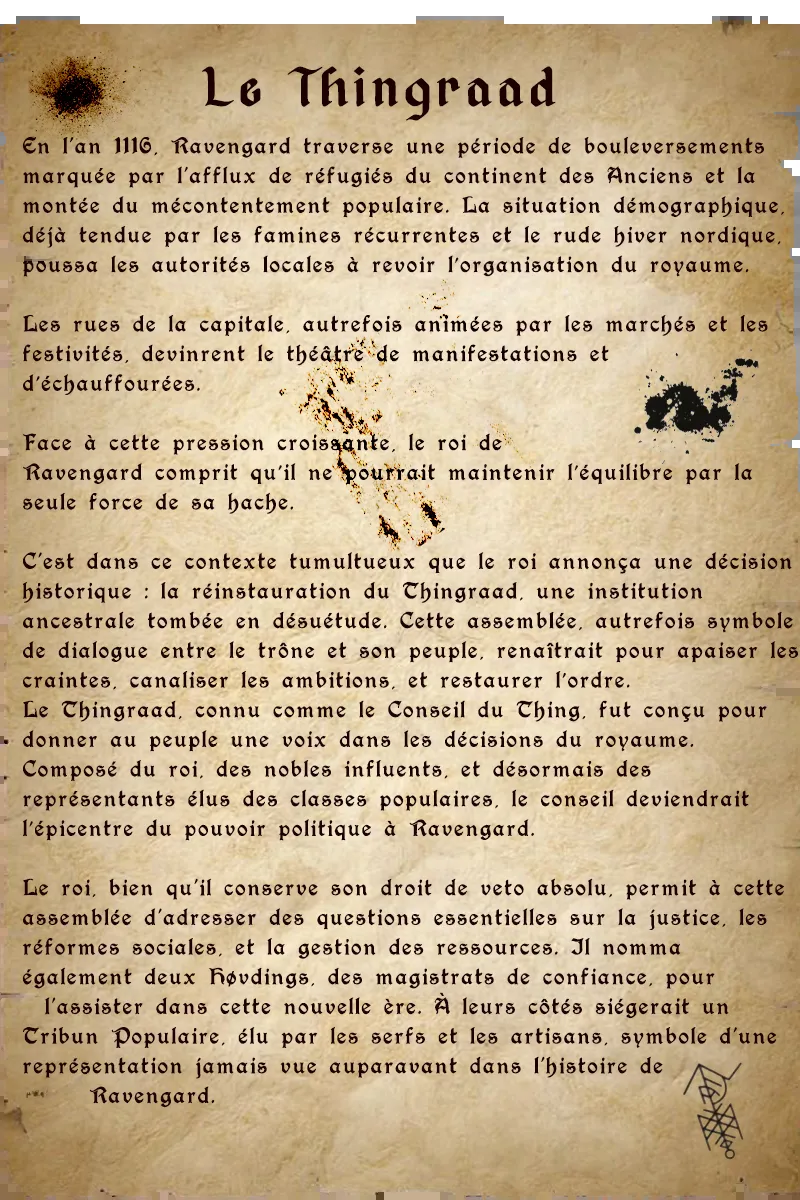 Le Thingraad
En l'an 1116, Ravengard traverse une période de bouleversements
marquée par l'afflux de réfugiés du continent des Anciens et la
montée du mécontentement populaire. La situation démographique,
déjà tendue par les famines récurrentes et le rude hiver nordique,
poussa les autorités locales à revoir l'organisation du royaume.
Les rues de la capitale, autrefois animées par les marchés et les
festivités, devinrent le théâtre de manifestations et
d'échauffourées.
Face à cette pression croissante, le roi de
Ravengard comprit qu'il ne pourrait maintenir l'équilibre par la
seule force de sa hache.
C'est dans ce contexte tumultueux que le roi annonça une décision
historique : la réinstauration du Thingraad, une institution
ancestrale tombée en désuétude. Cette assemblée, autrefois symbole
de dialogue entre le trône et son peuple, renaîtrait pour apaiser les
craintes, canaliser les ambitions, et restaurer l'ordre.
Le Thingraad, connu comme le Conseil du Thing, fut conçu pour
donner au peuple une voix dans les décisions du royaume.
Composé du roi, des nobles influents, et désormais des
représentants élus des classes populaires, le conseil deviendrait
l'épicentre du pouvoir politique à Ravengard.
Le roi, bien qu'il conserve son droit de veto absolu, permit à cette
assemblée d'adresser des questions essentielles sur la justice, les
réformes sociales, et la gestion des ressources. Il nomma
également deux Høvdings, des magistrats de confiance, pour
l'assister dans cette nouvelle ère. À leurs côtés siégerait un
Tribun Populaire, élu par les serfs et les artisans, symbole d'une
représentation jamais vue auparavant dans l'histoire de
Ravengard.